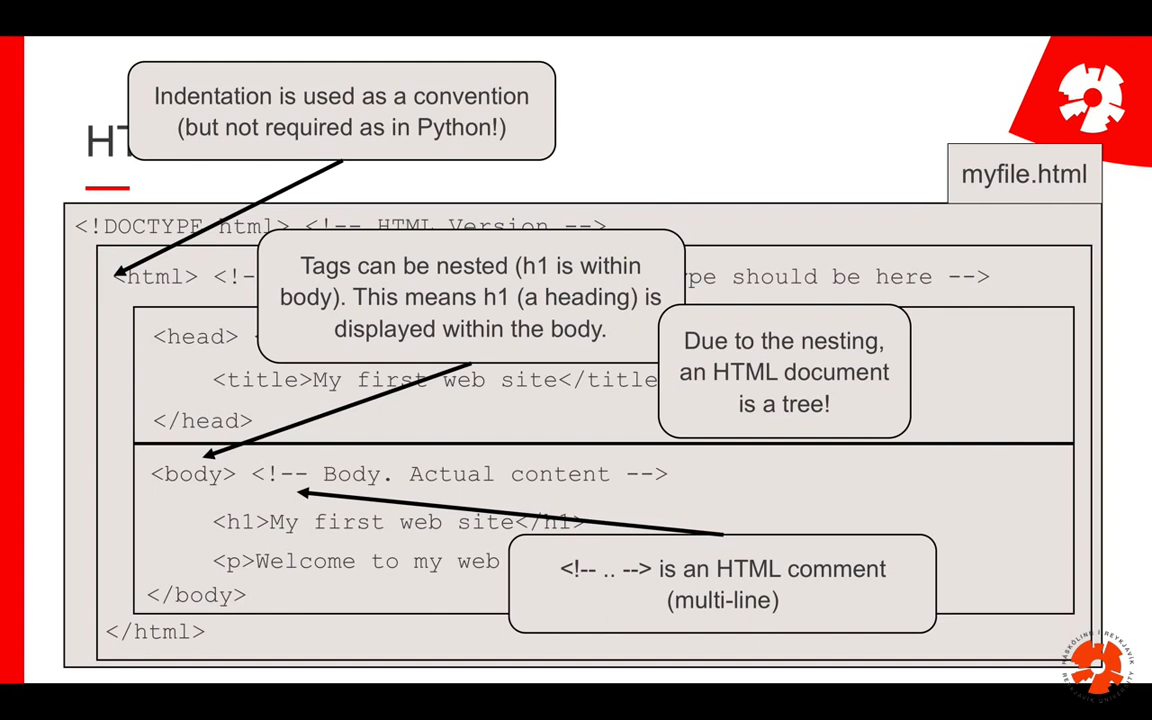 Indentation is used as a convention
(but not required as in Python!)
HT
myfile.html
<!DOCTYPE html> <!-- HTML Version -->
<html> <!-- pe should be here -->
Tags can be nested (h1 is within
body). This means h1 (a heading) is
displayed within the body.
<head>
Due to the nesting,
an HTML document
is a tree!
<title>My first web site</title
</head>
<body> <!-- Body. Actual content -->
<h1>My first web site</h1>
<p>Welcome to my web
<!-- .. --> is an HTML comment
(multi-line)
</body>
</html>
HÁSKÓLINN Í REYKJAVÍK
REYKJAVIK UNIVERSITY